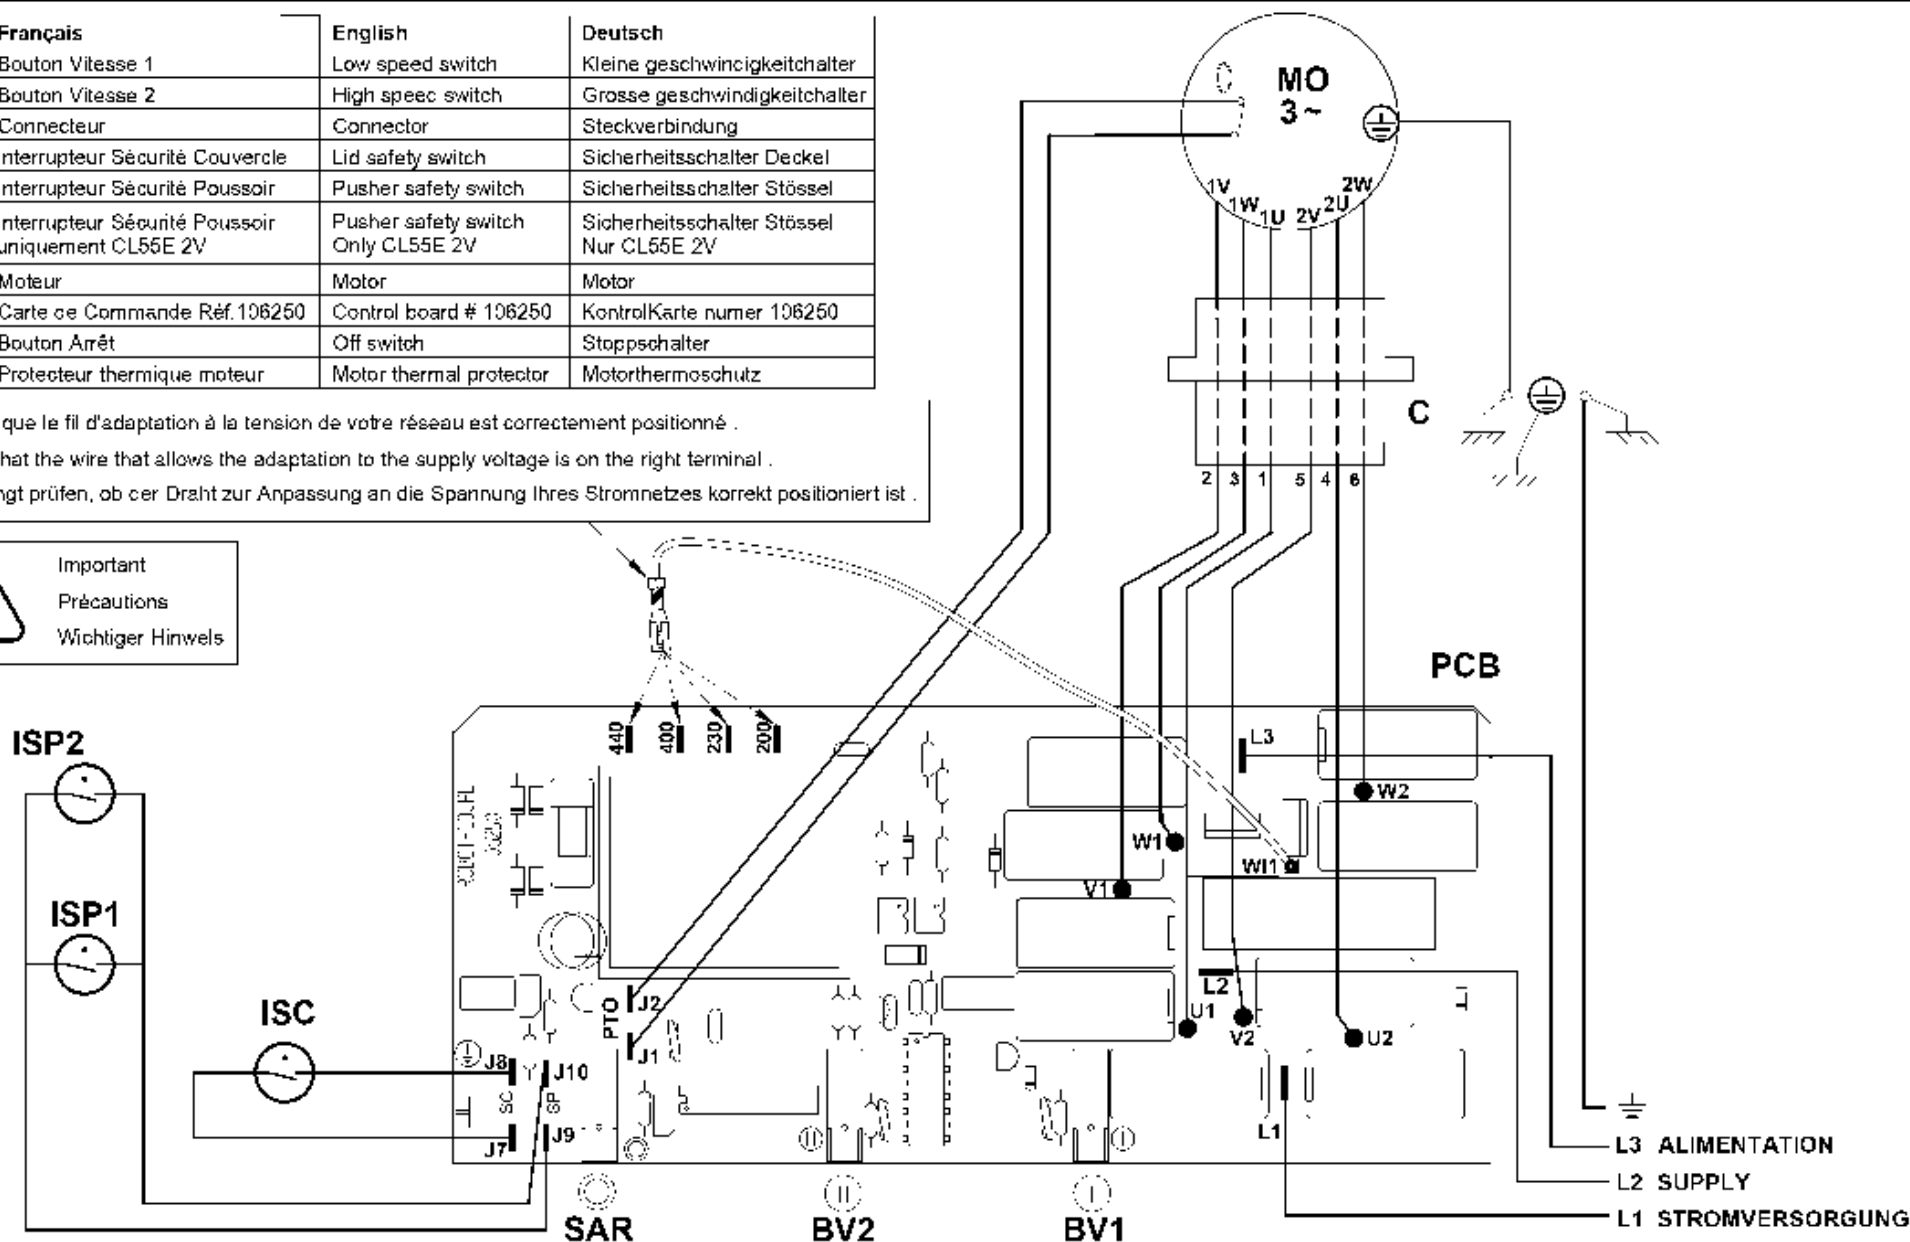 Français English Deutsch
Bouton Vitesse 1 Low speed switch Kleine geschwincigkeitchalter
Bouton Vitesse 2 High speec switch Grosse geschwindigkeitchalter
Connecteur Connector Steckverbindung
nterrupteur Sécurité Couvercle Lid safety switch Sicherheitsschalter Deckel
nterrupteur Sècurité Poussoir Pusher safety switch Sicherheitsschalter Stössel
nterrupteur Sécurité Poussoir Pusher safety switch Sicherheitsschalter Stössel
uniquement CL55E 2V Only CL55E 2V Nur CL55E 2V
Moteur Motor Motor
Carte ce Commande Réf.106250 Control board # 106250 KontrolKarte numer 106250
Bouton Arrêt Off switch Stoppschalter
Protecteur thermique moteur Motor thermal protector Motorthermoschutz
que le fil d'adaptation à la tension de votre réseau est correctement positionné .
hat the wire that allows the adaptation to the supply voltage is on the right terminal .
ngt prüfen, ob cer Draht zur Anpassung an die Spannung Ihres Stromnetzes korrekt positioniert ist .
Important
Précautions
Wichtiger Hinweis
MO
3~
1V 1W 1U 2V 2U 2W
C
2 3 1 5 4 6
PCB
440 400 230 200
L3
W2
W1
WI1
V1
ISP2
ISP1
ISC
PTO
J2
J1
L2
U1
V2
U2
J8
J10
SC
SP
J7
J9
L1
II
I
II
I
SAR BV2 BV1
L3 ALIMENTATION
L2 SUPPLY
L1 STROMVERSORGUNG